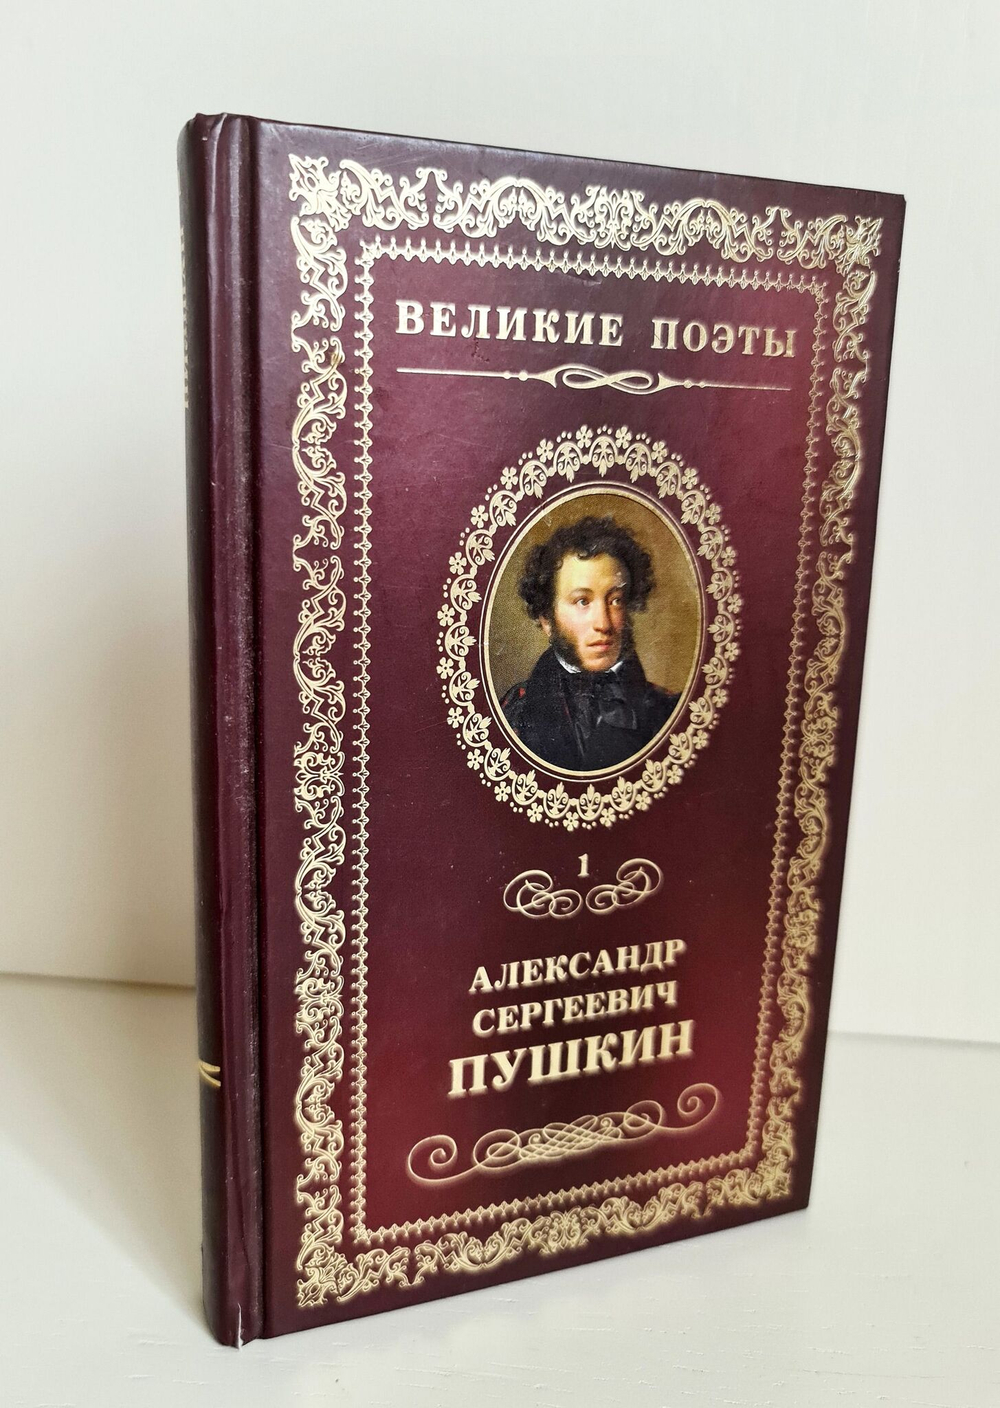 ВЕЛИКИЕ ПОЭТЫ
1
АЛЕКСАНДР
СЕРГЕЕВИЧ
ПУШКИН